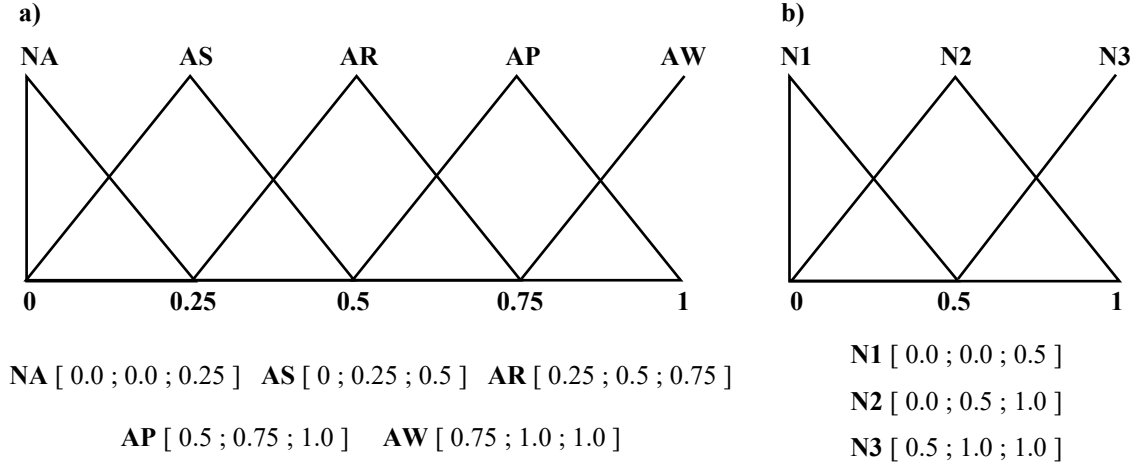 a)
NA AS AR AP AW
0 0.25 0.5 0.75 1
NA [ 0.0 ; 0.0 ; 0.25 ] AS [ 0 ; 0.25 ; 0.5 ] AR [ 0.25 ; 0.5 ; 0.75 ]
AP [ 0.5 ; 0.75 ; 1.0 ] AW [ 0.75 ; 1.0 ; 1.0 ]
b)
N1 N2 N3
0 0.5 1
N1 [ 0.0 ; 0.0 ; 0.5 ]
N2 [ 0.0 ; 0.5 ; 1.0 ]
N3 [ 0.5 ; 1.0 ; 1.0 ]